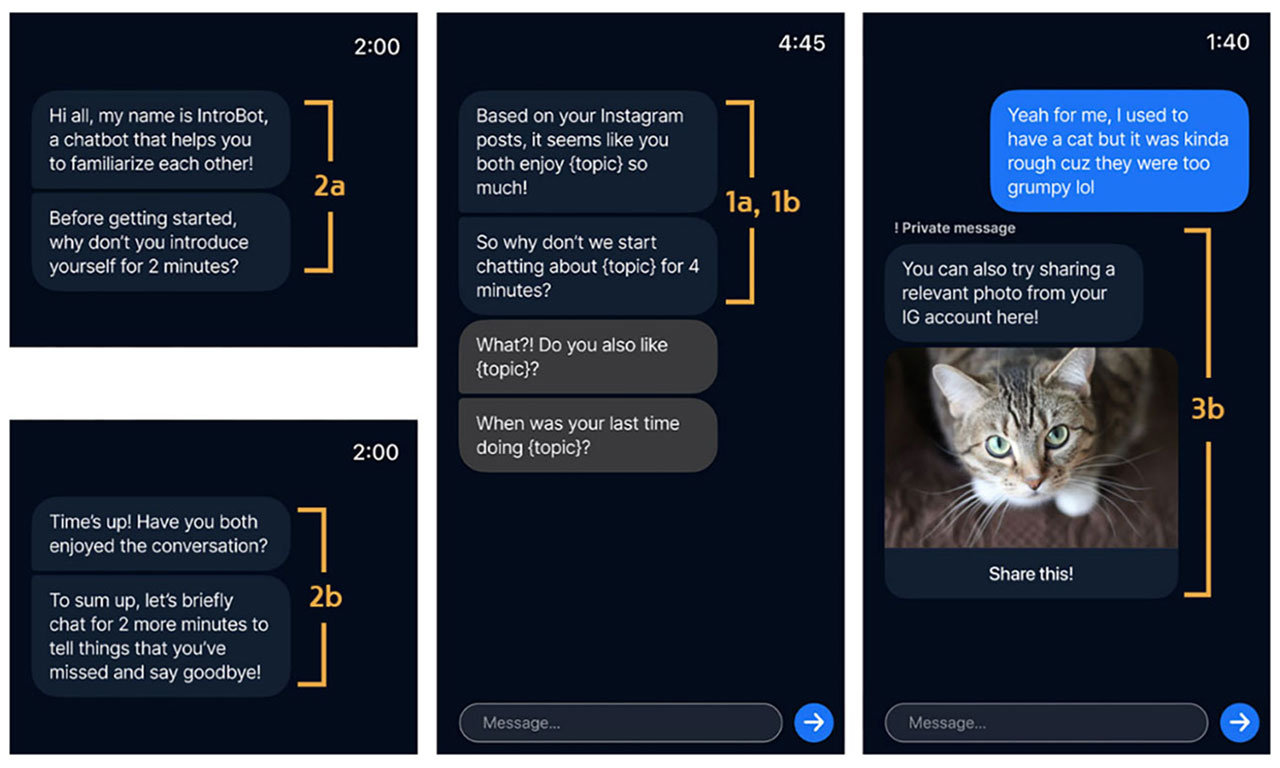 2:00
Hi all, my name is IntroBot,
a chatbot that helps you
to familiarize each other!
Before getting started,
why don't you introduce
yourself for 2 minutes?
2a
2:00
Time's up! Have you both
enjoyed the conversation?
To sum up, let's briefly
chat for 2 more minutes to
tell things that you've
missed and say goodbye!
2b
4:45
Based on your Instagram
posts, it seems like you
both enjoy {topic} so
much!
So why don't we start
chatting about {topic} for 4
minutes?
1a, 1b
What?! Do you also like
{topic}?
When was your last time
doing {topic}?
Message...
1:40
Yeah for me, I used to
have a cat but it was kinda
rough cuz they were too
grumpy lol
! Private message
You can also try sharing a
relevant photo from your
IG account here!
3b
Share this!
Message...